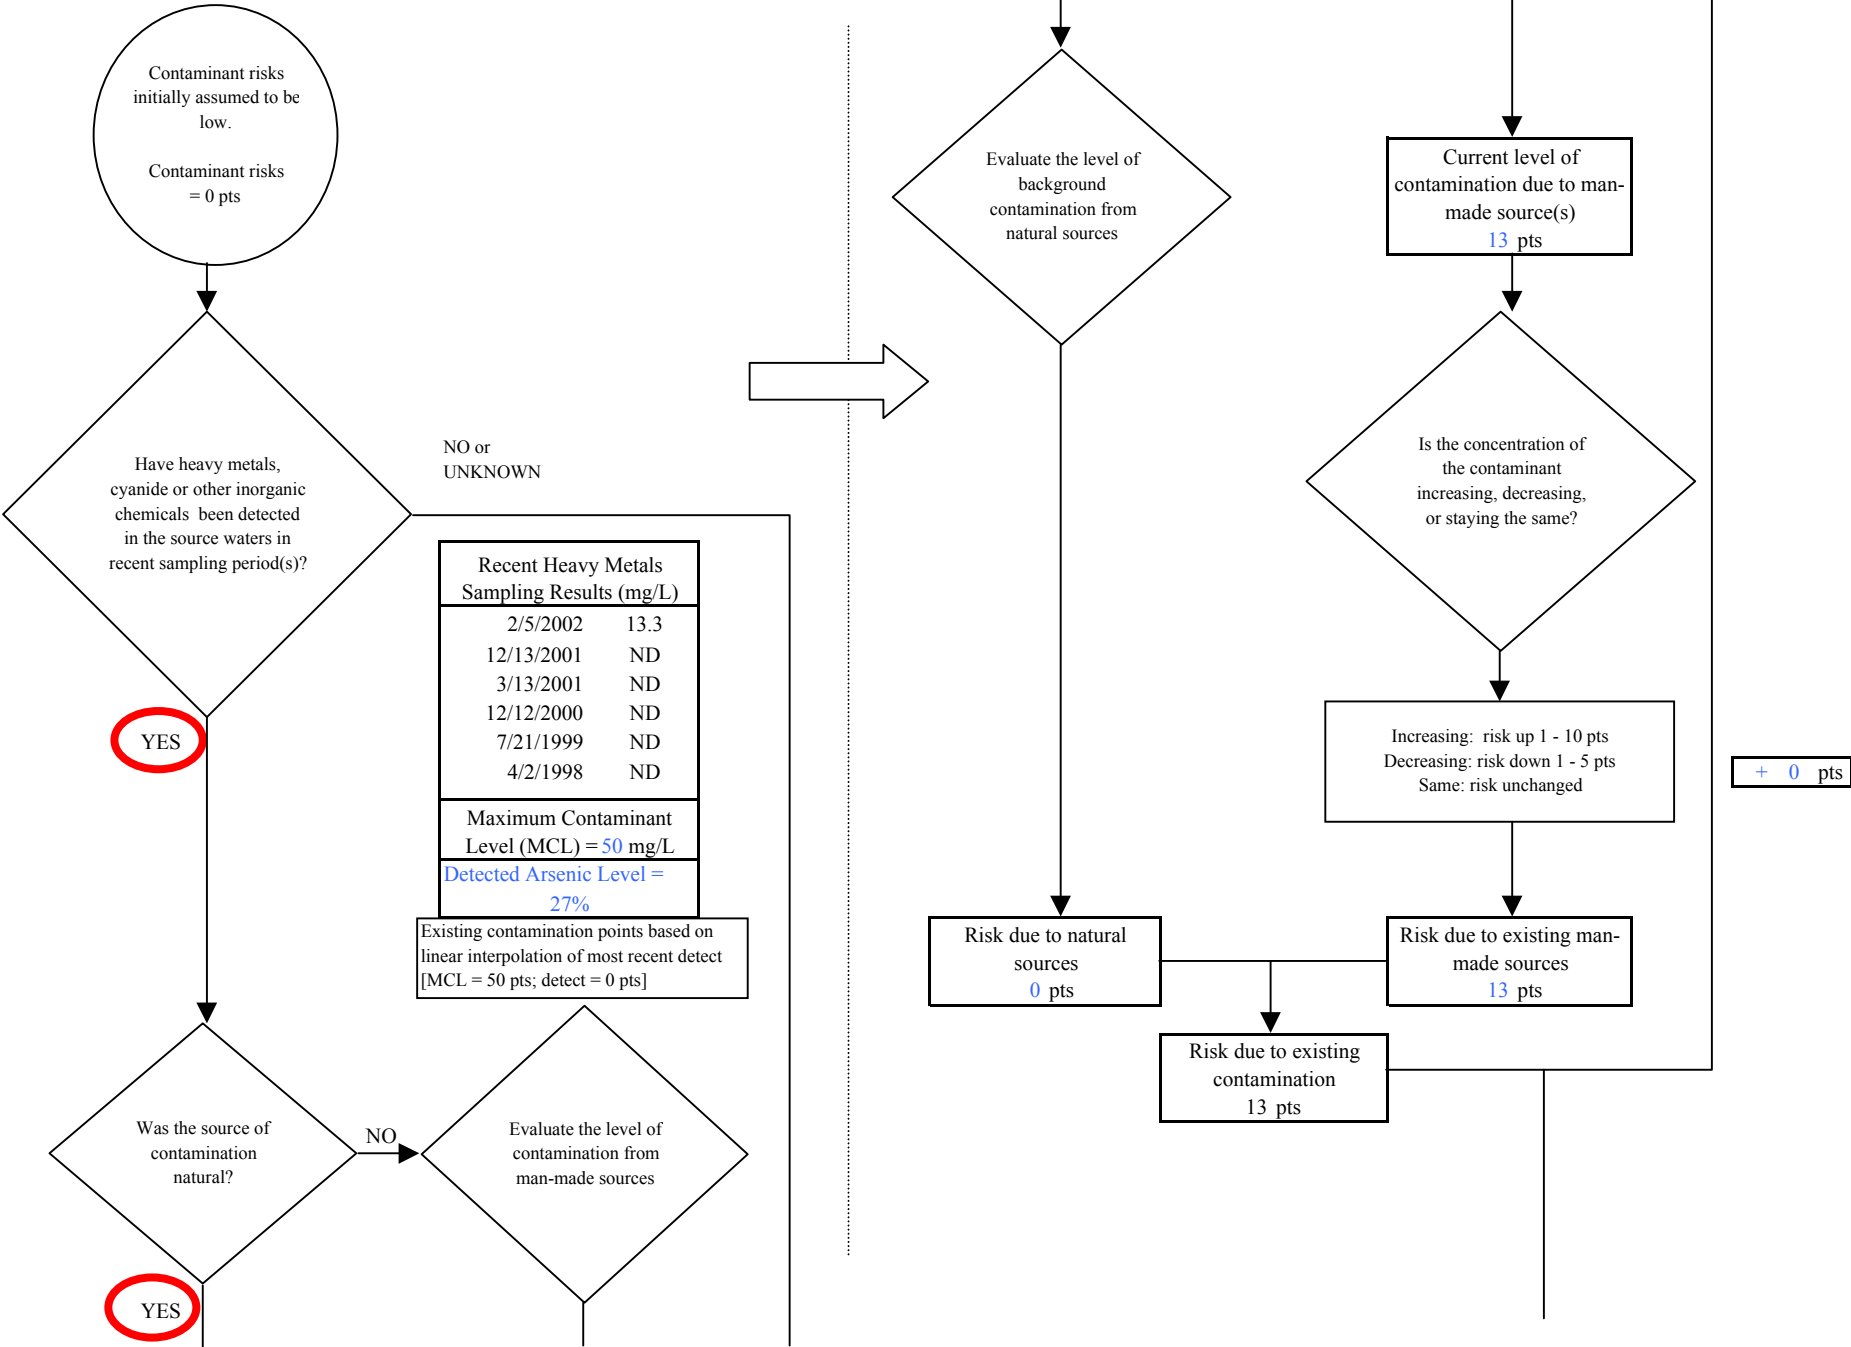 Contaminant risks
initially assumed to be
low.
Contaminant risks
= 0 pts
Have heavy metals,
cyanide or other inorganic
chemicals been detected
in the source waters in
recent sampling period(s)?
NO or
UNKNOWN
YES
Recent Heavy Metals
Sampling Results (mg/L)
2/5/2002 13.3
12/13/2001 ND
3/13/2001 ND
12/12/2000 ND
7/21/1999 ND
4/2/1998 ND
Maximum Contaminant
Level (MCL) = 50 mg/L
Detected Arsenic Level =
27%
Existing contamination points based on
linear interpolation of most recent detect
[MCL = 50 pts; detect = 0 pts]
Was the source of
contamination
natural?
NO
Evaluate the level of
contamination from
man-made sources
YES
Evaluate the level of
background
contamination from
natural sources
Current level of
contamination due to man-
made source(s)
13 pts
Is the concentration of
the contaminant
increasing, decreasing,
or staying the same?
Increasing: risk up 1 - 10 pts
Decreasing: risk down 1 - 5 pts
Same: risk unchanged
+ 0 pts
Risk due to natural
sources
0 pts
Risk due to existing man-
made sources
13 pts
Risk due to existing
contamination
13 pts